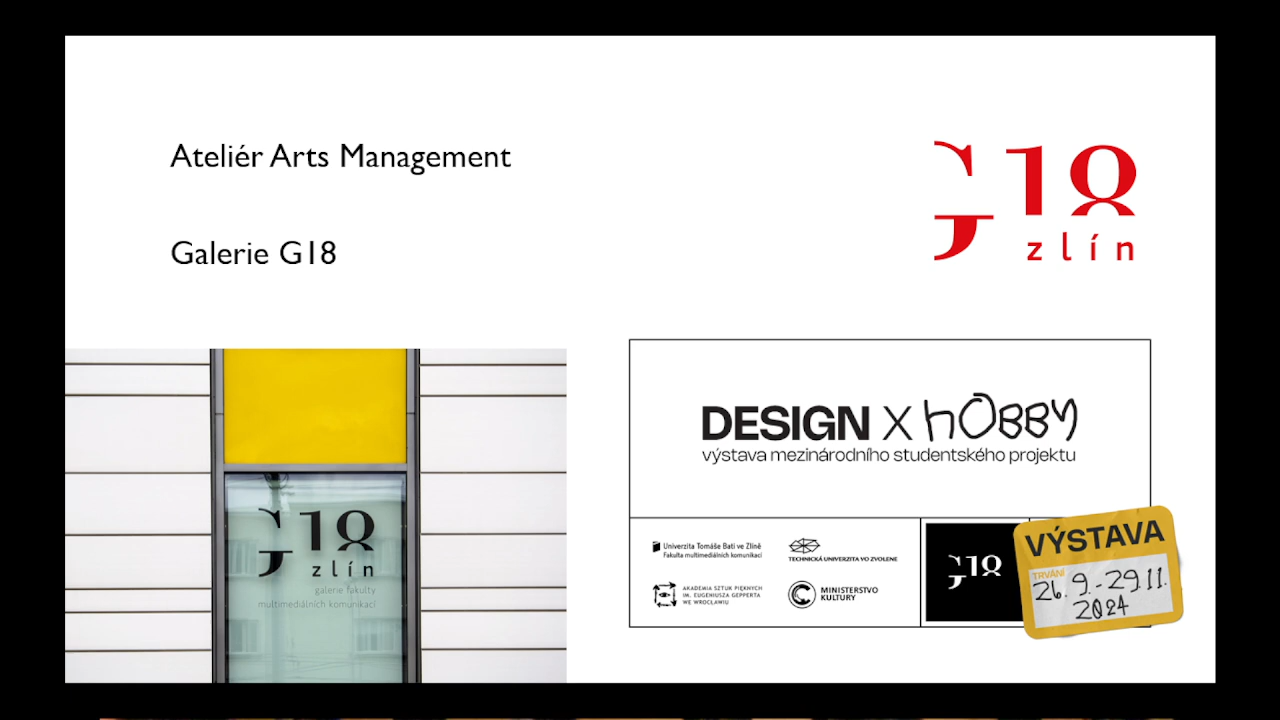 Ateliér Arts Management
Galerie G18
G18
zlín
G18
zlín
galerie fakulty
multimediálních komunikací
DESIGN X HOBBY
výstava mezinárodního studentského projektu
Univerzita Tomáše Bati ve Zlíně
Fakulta multimediálních komunikací
TECHNICKÁ UNIVERZITA VO ZVOLENE
AKADEMIA SZTUK PIĘKNYCH
IM. EUGENIUSZA GEPPERTA
WE WROCŁAWIU
MINISTERSTVO
KULTURY
G18
VÝSTAVA
TRVÁNÍ
26. 9. - 29.11.
2024